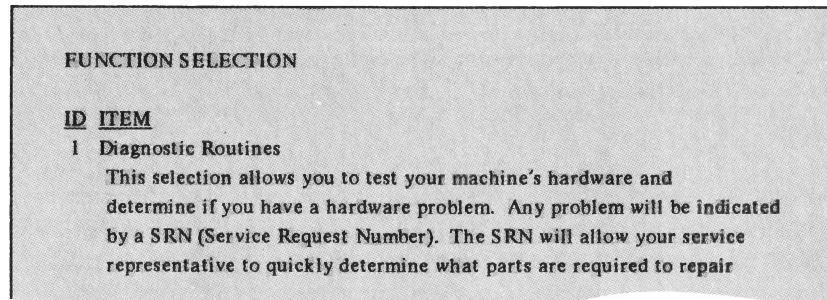 FUNCTION SELECTION
ID ITEM
1 Diagnostic Routines
This selection allows you to test your machine's hardware and
determine if you have a hardware problem. Any problem will be indicated
by a SRN (Service Request Number). The SRN will allow your service
representative to quickly determine what parts are required to repair